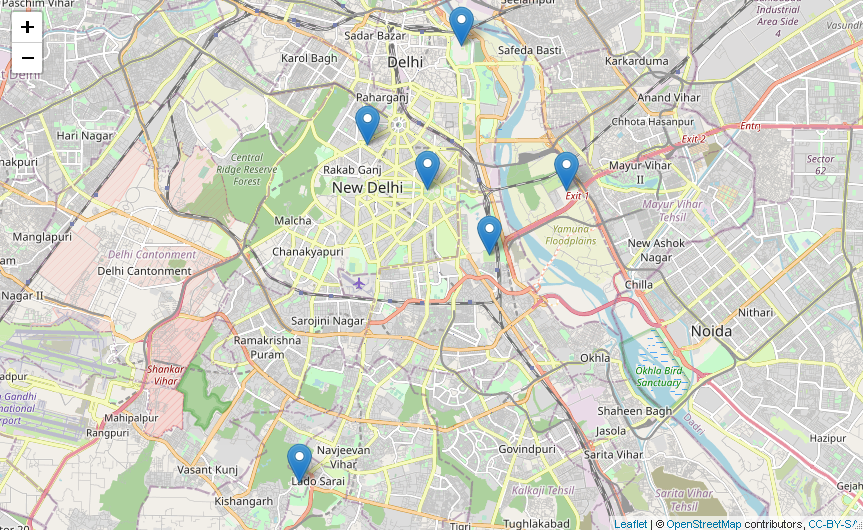 +
−
Paschim Vihar
Seelampur
Sadar Bazar
Safeda Basti
Industrial
Area Side
4
Karol Bagh
Delhi
Karkarduma
Paharganj
Anand Vihar
Hari Nagar
Chhota Hasanpur
Exit 2
Entry
Central
Ridge Reserve
Forest
Rakab Ganj
New Delhi
Mayur Vihar
II
Sector
62
Exit 1
Malcha
Mayur Vihar
Tehsil
Manglapuri
Yamuna
Floodplains
Delhi Cantonment
Delhi Cantonment
Chanakyapuri
New Ashok
Nagar
Nagar II
Chilla
Nithari
Sarojini Nagar
Noida
Ramakrishna
Puram
Okhla
Shankar
Vihar
Okhla Bird
Sanctuary
Gandhi
national
airport
Mahipalpur
Rangpuri
Shaheen Bagh
Jasola
Dadri
Hazipur
Navjeevan
Vihar
Govindpuri
Sarita Vihar
Vasant Kunj
Lado Sarai
Kalkaji Tehsil
Sarita Vihar
Tehsil
Kishangarh
Tigri
Tughlakabad
Leaflet | © OpenStreetMap contributors, CC-BY-SA